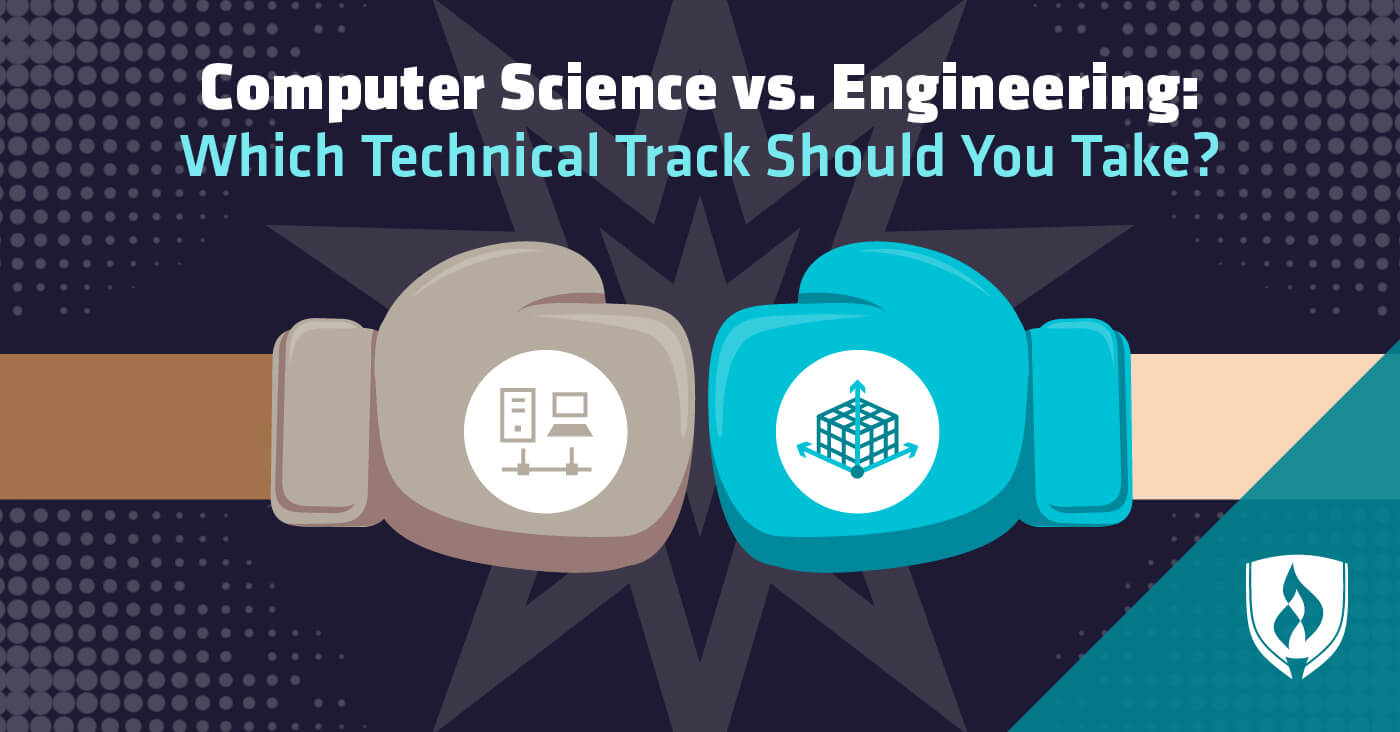 Computer Science vs. Engineering:
Which Technical Track Should You Take?